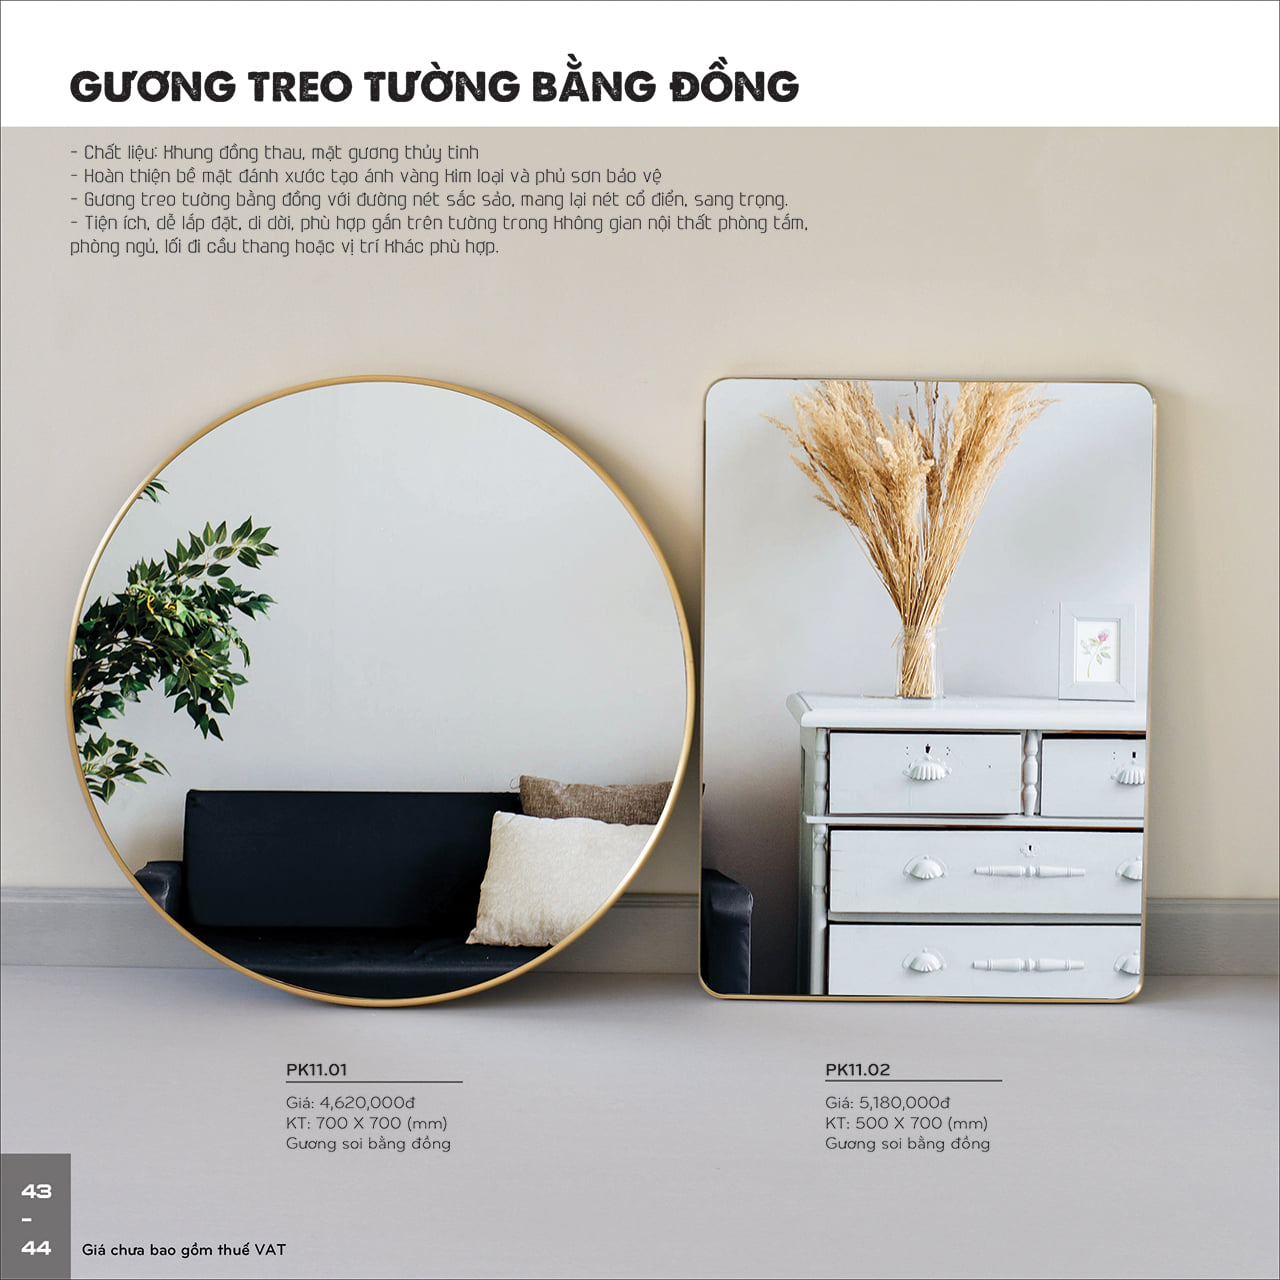 GƯƠNG TREO TƯỜNG BẰNG ĐỒNG
- Chất liệu: Khung đồng thau, mặt gương thủy tinh
- Hoàn thiện bề mặt đánh xước tạo ánh vàng kim loại và phủ sơn bảo vệ
- Gương treo tường bằng đồng với đường nét sắc sảo, mang lại nét cổ điển, sang trọng.
- Tiện ích, dễ lắp đặt, di dời, phù hợp gắn trên tường trong không gian nội thất phòng tắm,
phòng ngủ, lối đi cầu thang hoặc vị trí khác phù hợp.
PK11.01
Giá: 4,620,000đ
KT: 700 X 700 (mm)
Gương soi bằng đồng
PK11.02
Giá: 5,180,000đ
KT: 500 X 700 (mm)
Gương soi bằng đồng
43
-
44
Giá chưa bao gồm thuế VAT